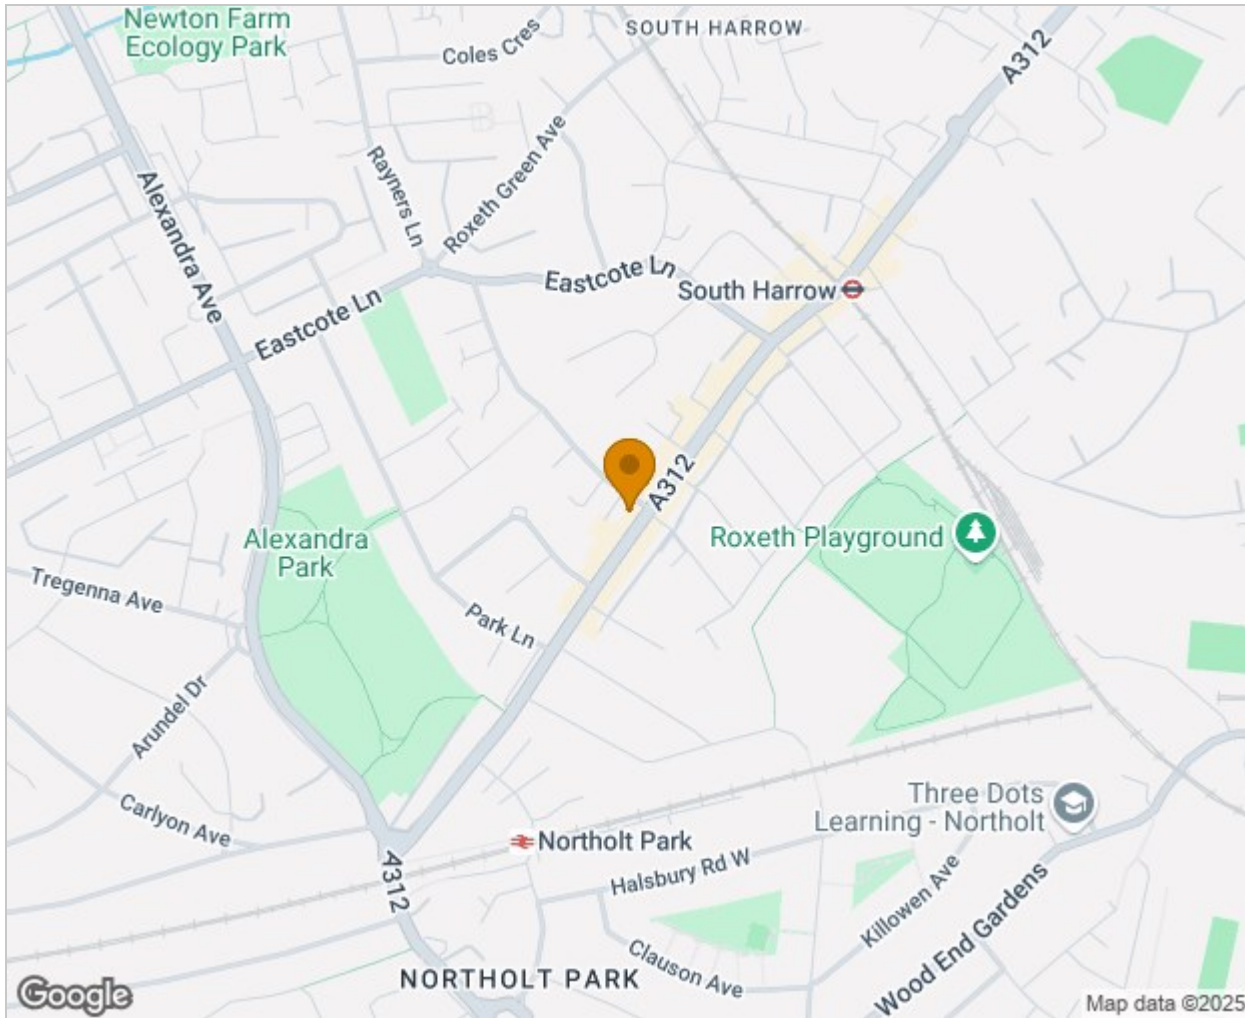 Newton Farm
Ecology Park
Coles Cres
SOUTH HARROW
A312
Rayners Ln
Roxeth Green Ave
Alexandra Ave
Eastcote Ln
South Harrow
Eastcote Ln
A312
Alexandra
Park
Roxeth Playground
Tregenna Ave
Park Ln
Arundel Dr
Carlyon Ave
Three Dots
Learning - Northolt
Northolt Park
A312
Halsbury Rd W
Killowen Ave
Wood End Gardens
Clauson Ave
NORTHOLT PARK
Google
Map data ©2025